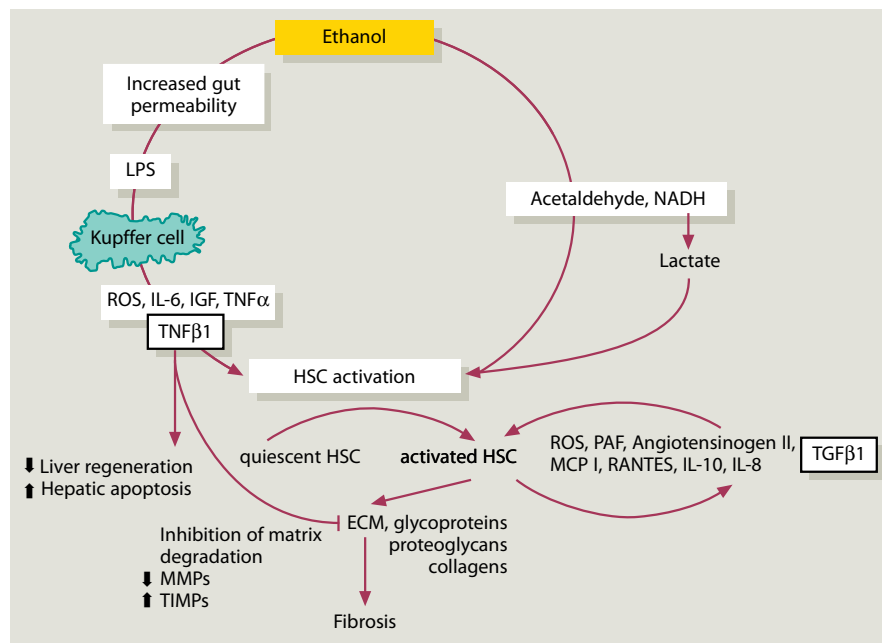 Ethanol
Increased gut
permeability
LPS
Acetaldehyde, NADH
Kupffer cell
Lactate
ROS, IL-6, IGF, TNFα
TNFβ1
HSC activation
quiescent HSC
activated HSC
ROS, PAF, Angiotensinogen II,
MCP I, RANTES, IL-10, IL-8
TGFβ1
⬇ Liver regeneration
⬆ Hepatic apoptosis
Inhibition of matrix
degradation
⬇ MMPs
⬆ TIMPs
ECM, glycoproteins
proteoglycans
collagens
Fibrosis